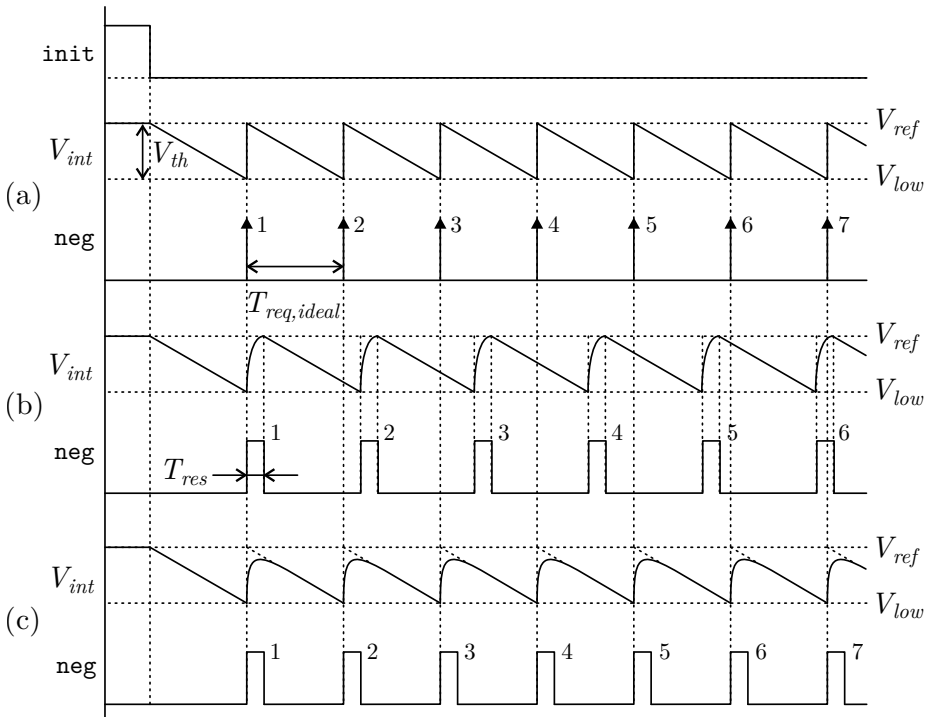 init
V_ref
V_int
V_th
V_low
(a)
neg
1 2 3 4 5 6 7
T_req,ideal
V_ref
V_int
V_low
(b)
neg
1 2 3 4 5 6
T_res
V_ref
V_int
V_low
(c)
neg
1 2 3 4 5 6 7